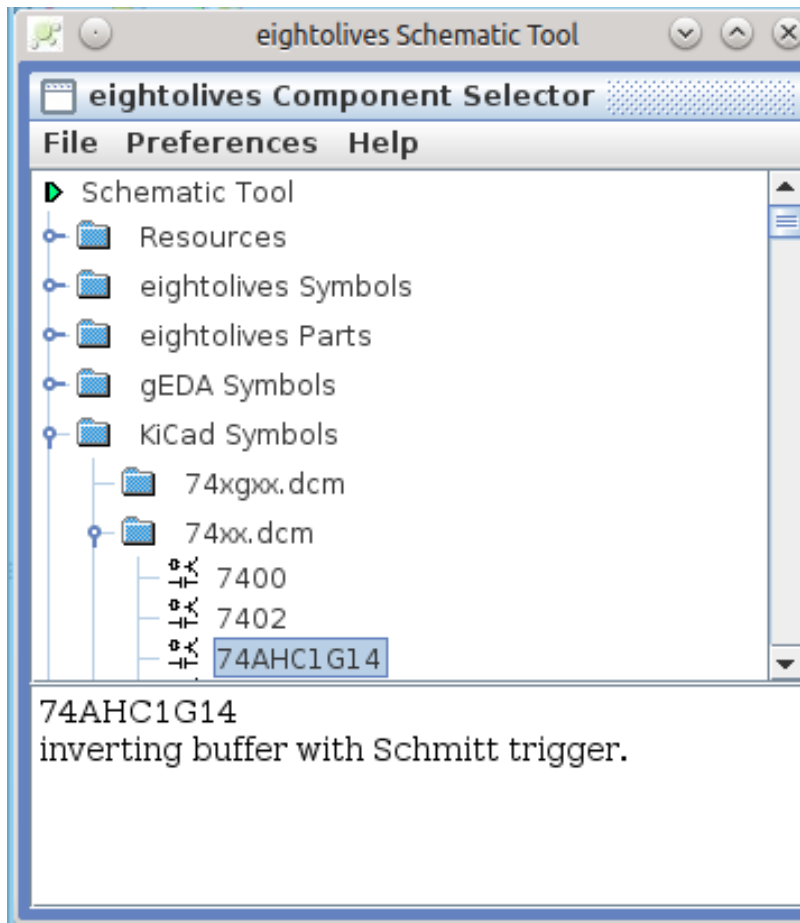 eightolives Schematic Tool
eightolives Component Selector
File Preferences Help
Schematic Tool
Resources
eightolives Symbols
eightolives Parts
gEDA Symbols
KiCad Symbols
74xgxx.dcm
74xx.dcm
7400
7402
74AHC1G14
74AHC1G14
inverting buffer with Schmitt trigger.